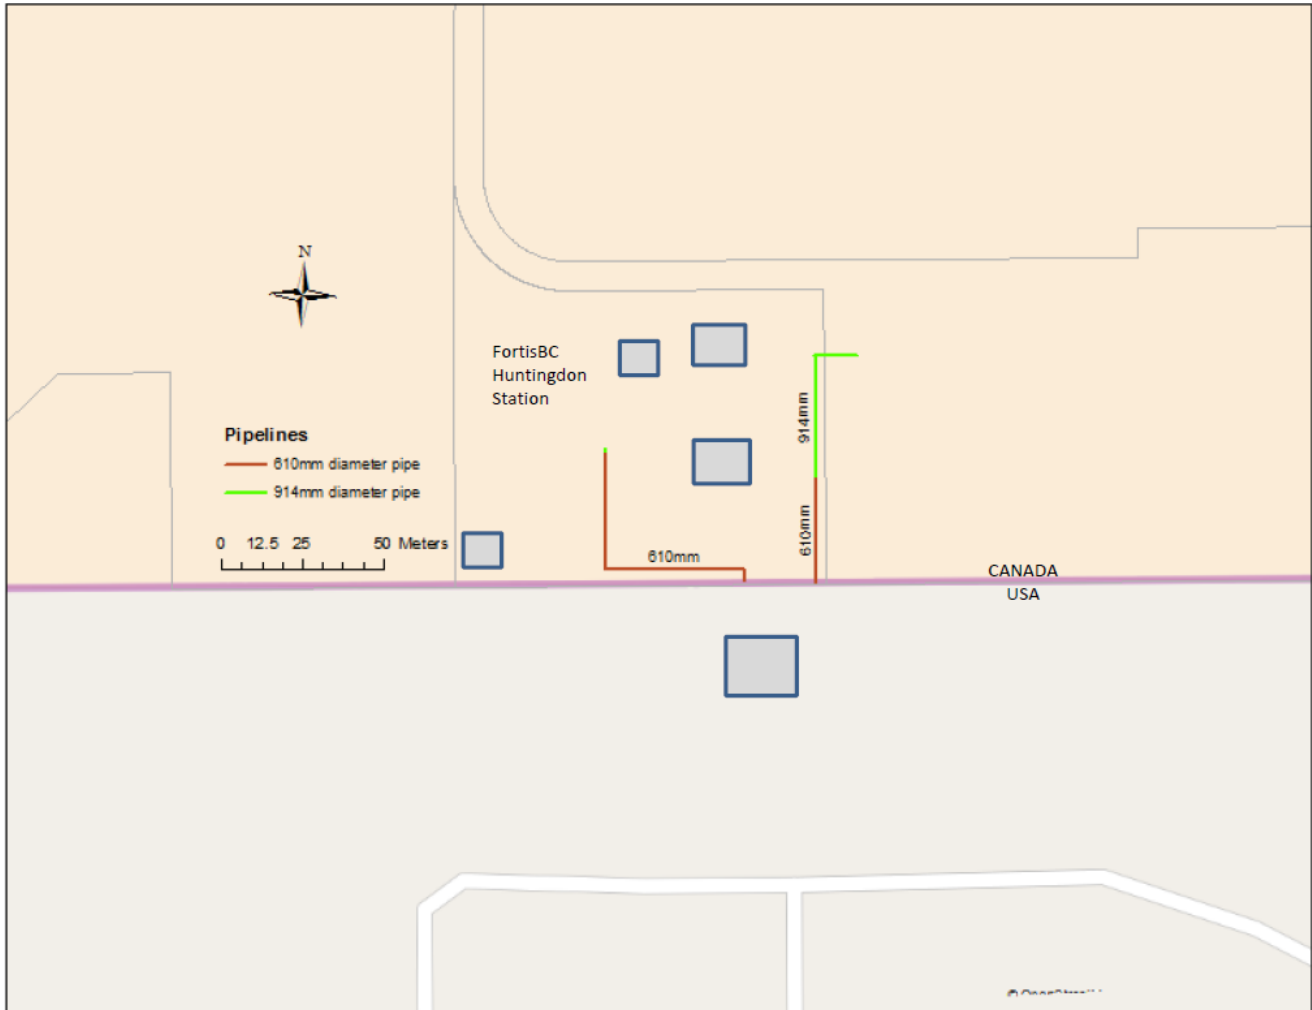 N
FortisBC
Huntingdon
Station
914mm
Pipelines
610mm diameter pipe
914mm diameter pipe
0 12.5 25 50 Meters
610mm
610mm
CANADA
USA